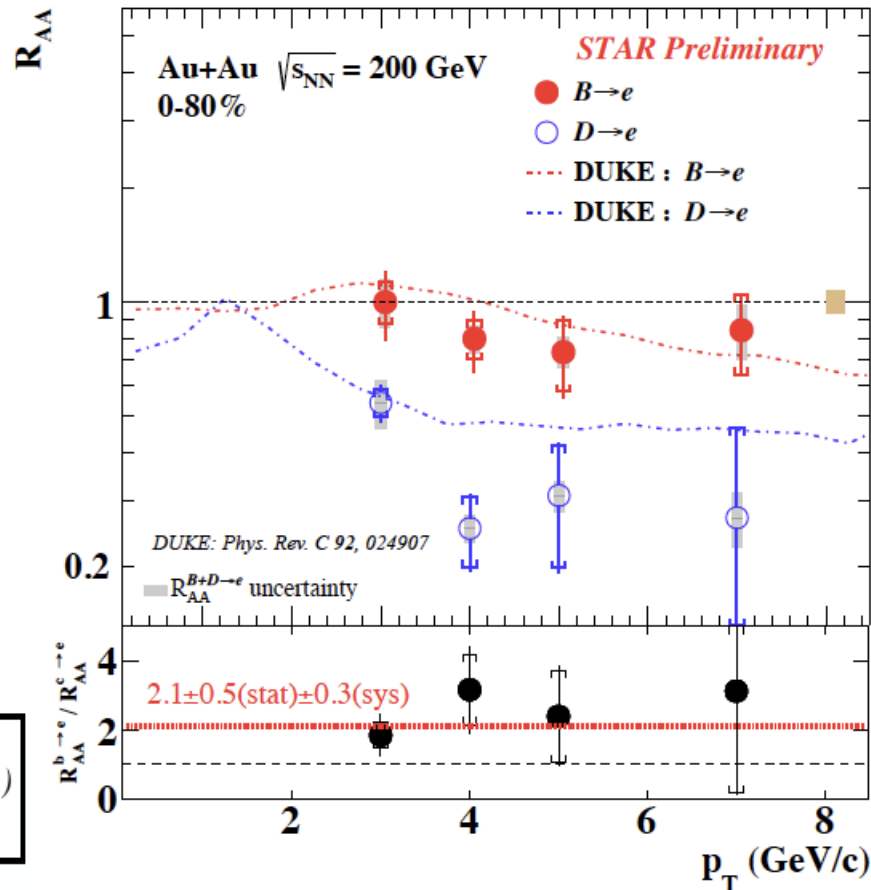 R_AA
STAR Preliminary
Au+Au √s_NN = 200 GeV
0-80%
B→e
D→e
DUKE : B→e
DUKE : D→e
1
DUKE: Phys. Rev. C 92, 024907
0.2
R_AA^{B+D→e} uncertainty
R_AA^{b→e} / R_AA^{c→e}
4
2.1±0.5(stat)±0.3(sys)
2
0
)
2 4 6 8
p_T (GeV/c)